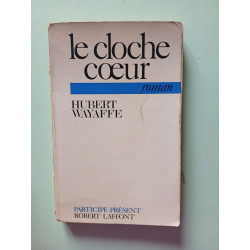 le cloche
cœur
roman
HUBERT
WAYAFFE
PARTICIPE PRÉSENT
ROBERT LAFFONT